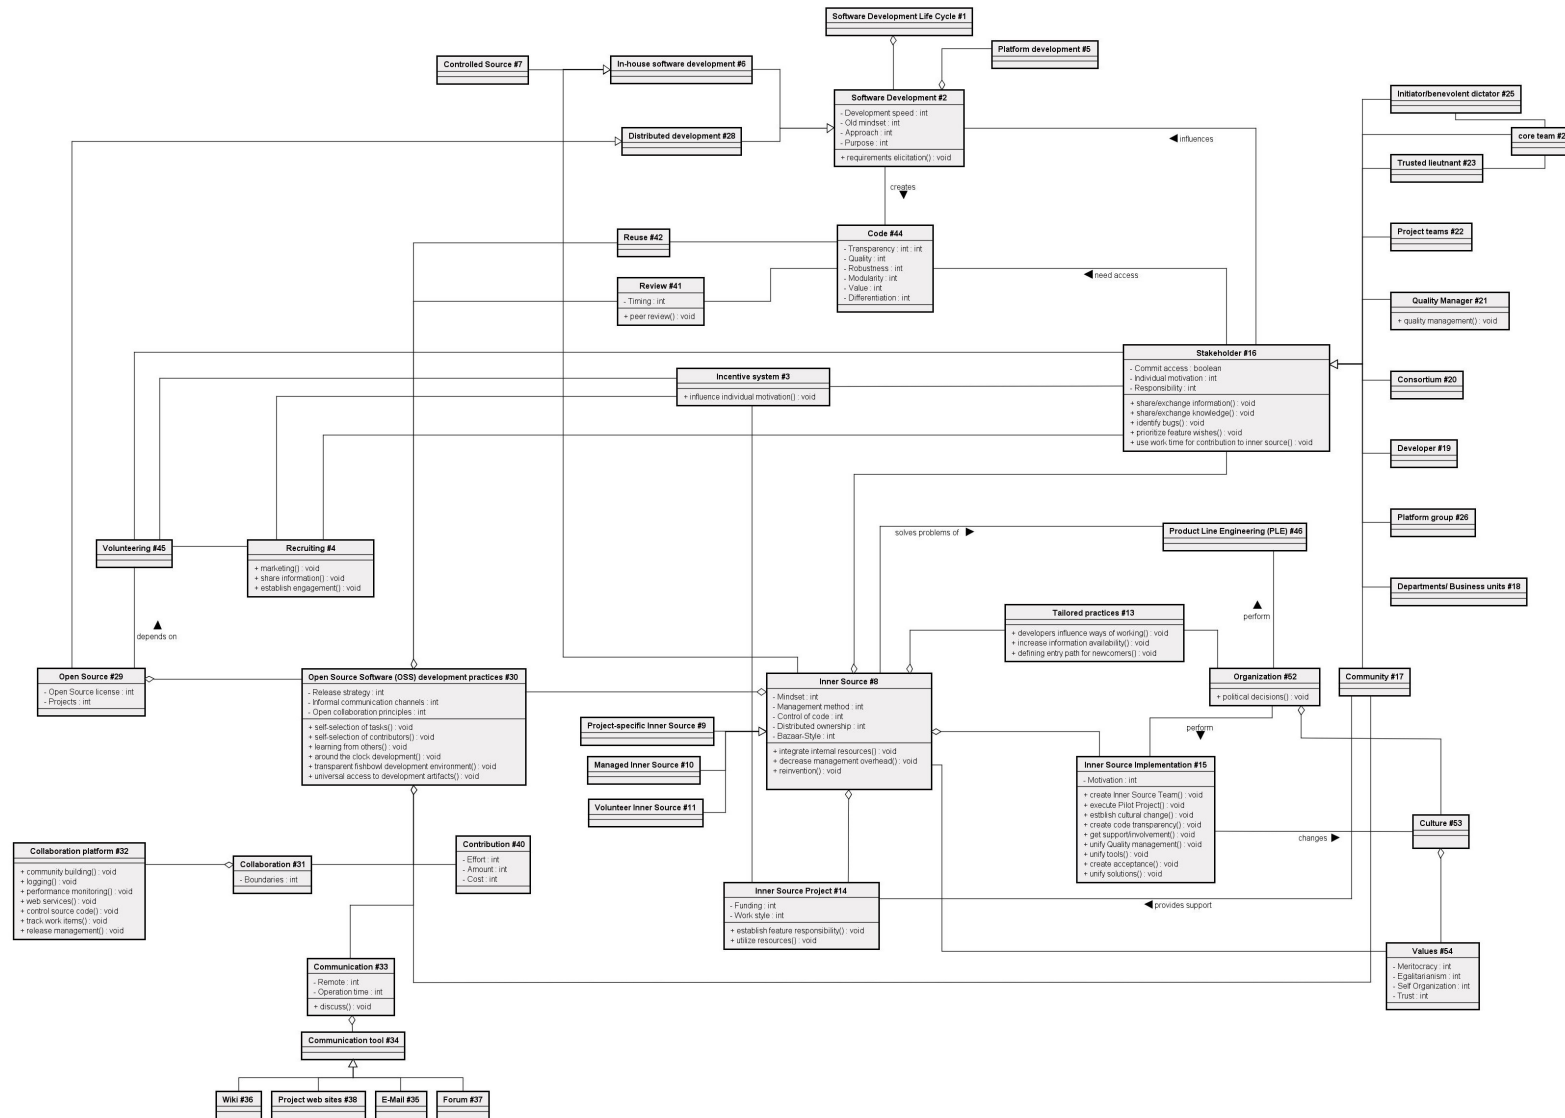 Software Development Life Cycle #1
Platform development #5
Controlled Source #7
In-house software development #6
Software Development #2
- Development speed : int
- Old mindset : int
- Approach : int
- Purpose : int
+ requirements elicitation() : void
Distributed development #28
◀ influences
Initiator/benevolent dictator #25
core team #2
Trusted lieutnant #23
creates
▼
Reuse #42
Code #44
- Transparency : int : int
- Quality : int
- Robustness : int
- Modularity : int
- Value : int
- Differentiation : int
Project teams #22
◀ need access
Review #41
- Timing : int
+ peer review() : void
Quality Manager #21
+ quality management() : void
Stakeholder #16
- Commit access : boolean
- Individual motivation : int
- Responsibility : int
+ share/exchange information() : void
+ share/exchange knowledge() : void
+ identify bugs() : void
+ prioritize feature wishes() : void
+ use work time for contribution to inner source() : void
Incentive system #3
+ influence individual motivation() : void
Consortium #20
Developer #19
Platform group #26
Departments/ Business units #18
Volunteering #45
Recruiting #4
+ marketing() : void
+ share information() : void
+ establish engagement() : void
solves problems of ▶
Product Line Engineering (PLE) #46
▲
depends on
Tailored practices #13
+ developers influence ways of working() : void
+ increase information availability() : void
+ defining entry path for newcomers() : void
▲
perform
Open Source #29
- Open Source license : int
- Projects : int
Open Source Software (OSS) development practices #30
- Release strategy : int
- Informal communication channels : int
- Open collaboration principles : int
+ self-selection of tasks() : void
+ self-selection of contributors() : void
+ learning from others() : void
+ around the clock development() : void
+ transparent fishbowl development environment() : void
+ universal access to development artifacts() : void
Inner Source #8
- Mindset : int
- Management method : int
- Control of code : int
- Distributed ownership : int
- Bazaar-Style : int
+ integrate internal resources() : void
+ decrease management overhead() : void
+ reinvention() : void
Organization #52
+ political decisions() : void
Community #17
Project-specific Inner Source #9
Managed Inner Source #10
Volunteer Inner Source #11
perform
▼
Inner Source Implementation #15
- Motivation : int
+ create Inner Source Team() : void
+ execute Pilot Project() : void
+ estblish cultural change() : void
+ create code transparency() : void
+ get support/involvement() : void
+ unify Quality management() : void
+ unify tools() : void
+ create acceptance() : void
+ unify solutions() : void
changes ▶
Culture #53
Collaboration platform #32
+ community building() : void
+ logging() : void
+ performance monitoring() : void
+ web services() : void
+ control source code() : void
+ track work items() : void
+ release management() : void
Collaboration #31
- Boundaries : int
Contribution #40
- Effort : int
- Amount : int
- Cost : int
Inner Source Project #14
- Funding : int
- Work style : int
+ establish feature responsibility() : void
+ utilize resources() : void
◀ provides support
Values #54
- Meritocracy : int
- Egalitarianism : int
- Self Organization : int
- Trust : int
Communication #33
- Remote : int
- Operation time : int
+ discuss() : void
Communication tool #34
Wiki #36
Project web sites #38
E-Mail #35
Forum #37